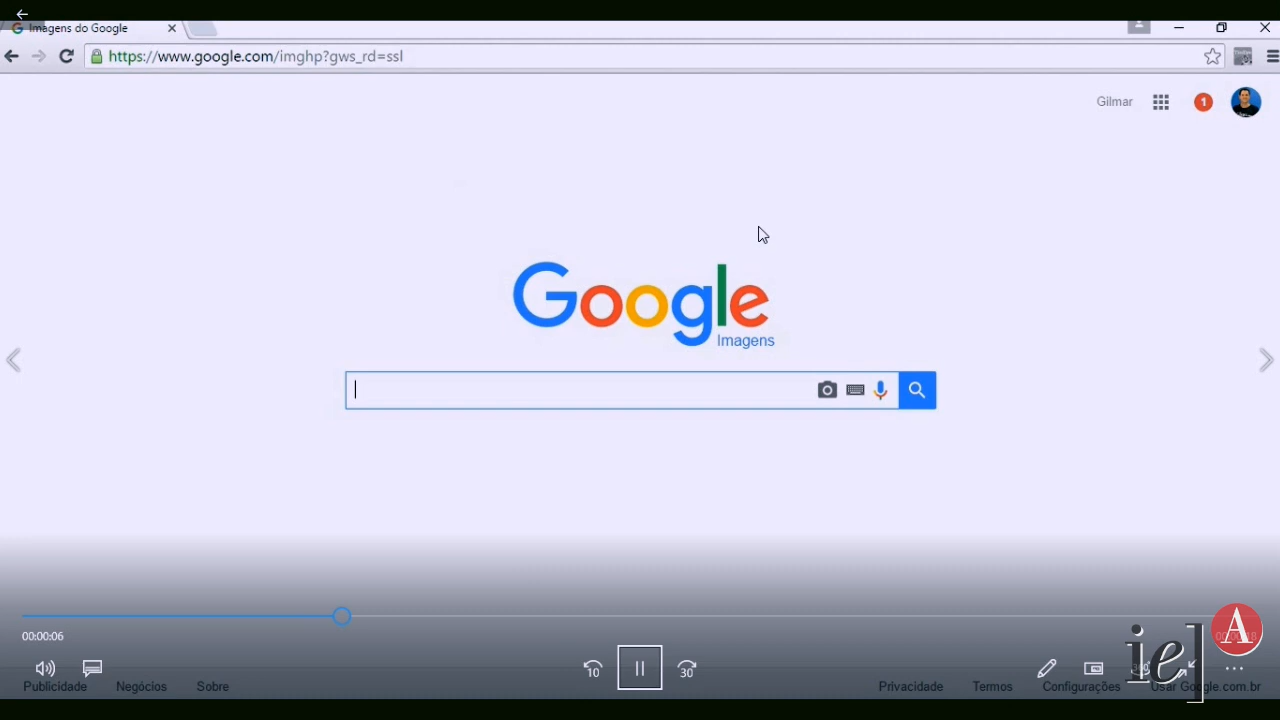 Imagens do Google
https://www.google.com/imghp?gws_rd=ssl
Gilmar
1
Google
Imagens
00:00:06
10
30
iel A
Publicidade Negócios Sobre
Privacidade Termos Configurações Usar Google.com.br